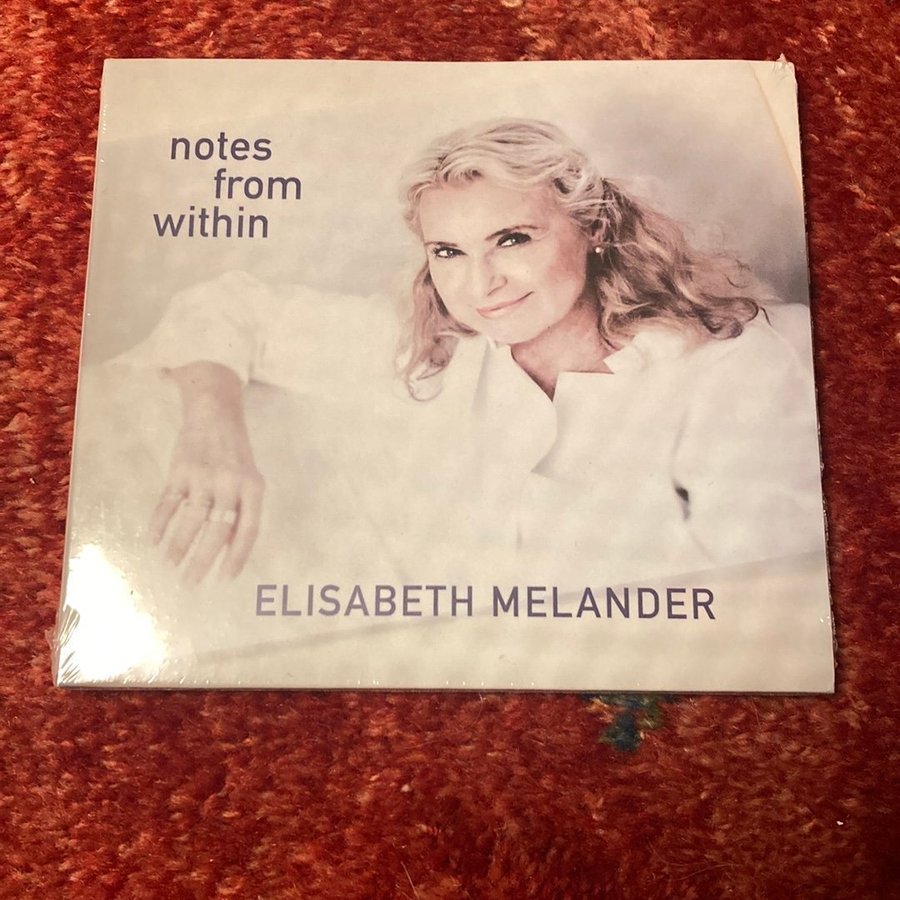 notes
from
within
ELISABETH MELANDER